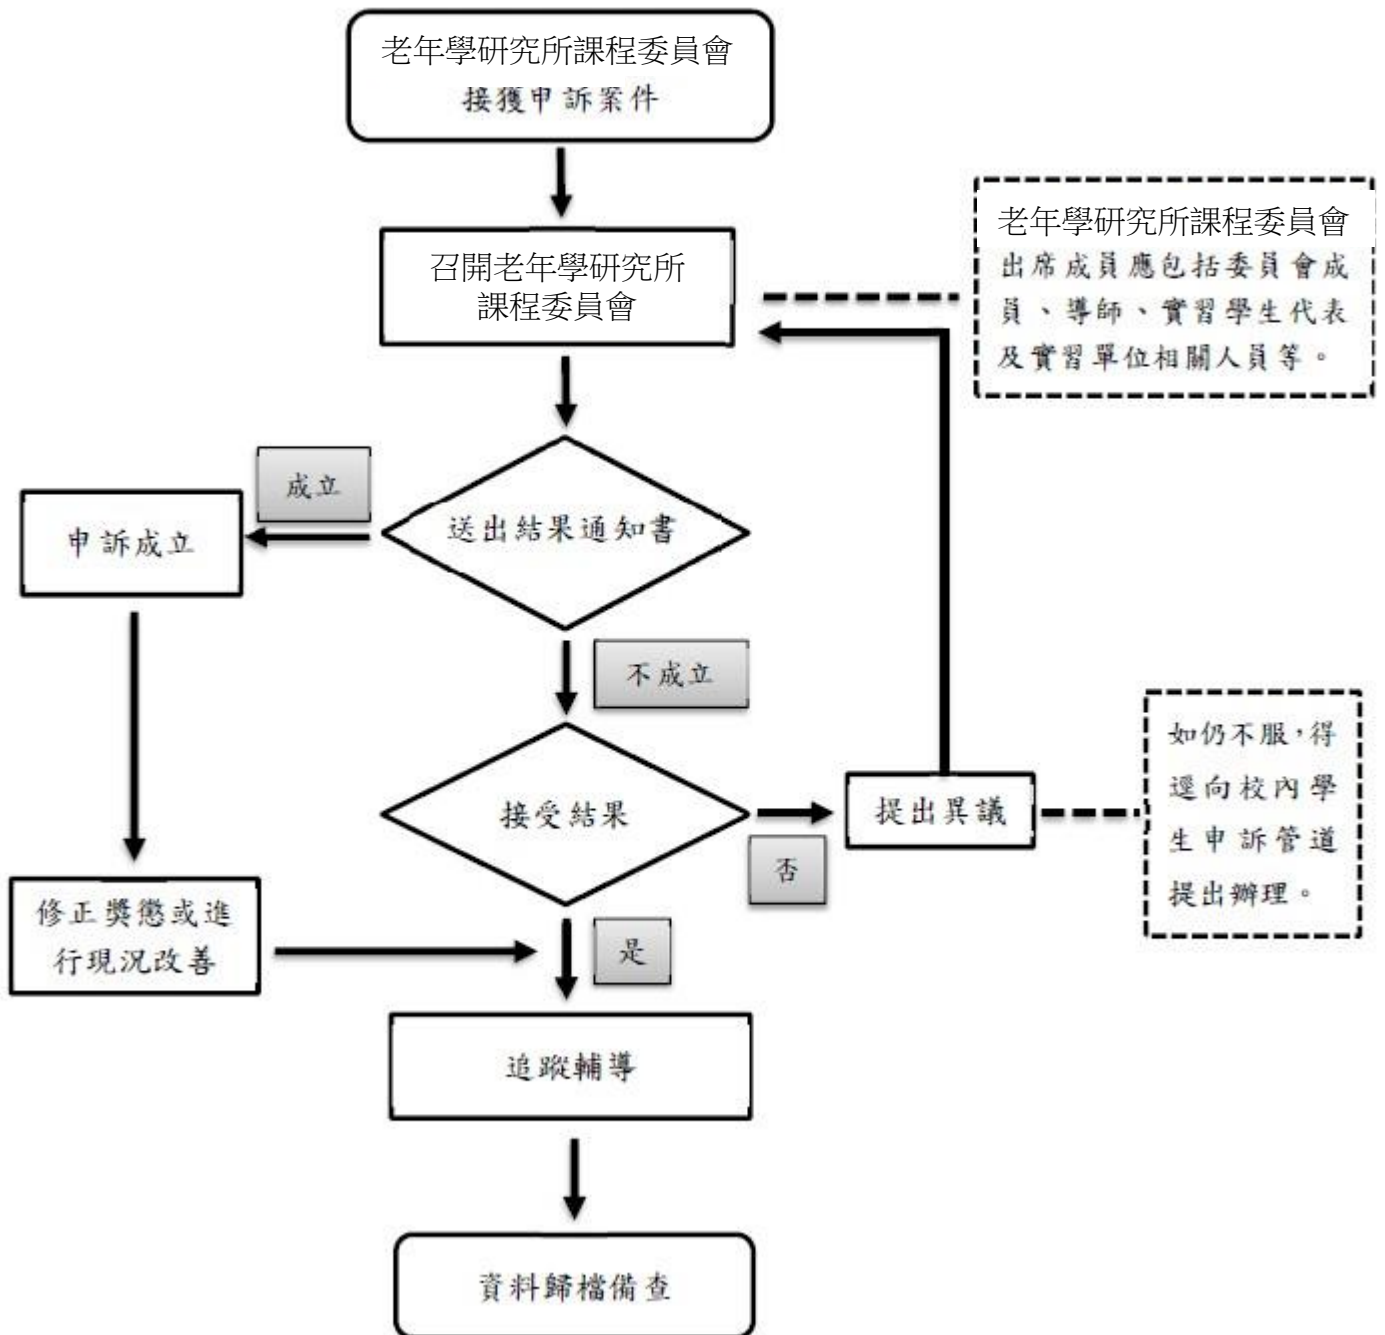 老年學研究所課程委員會
接獲申訴案件
召開老年學研究所
課程委員會
老年學研究所課程委員會
出席成員應包括委員會成
員、導師、實習學生代表
及實習單位相關人員等。
成立
申訴成立
送出結果通知書
不成立
接受結果
否
提出異議
如仍不服，得
逕向校內學
生申訴管道
提出辦理。
修正獎懲或進
行現況改善
是
追蹤輔導
資料歸檔備查